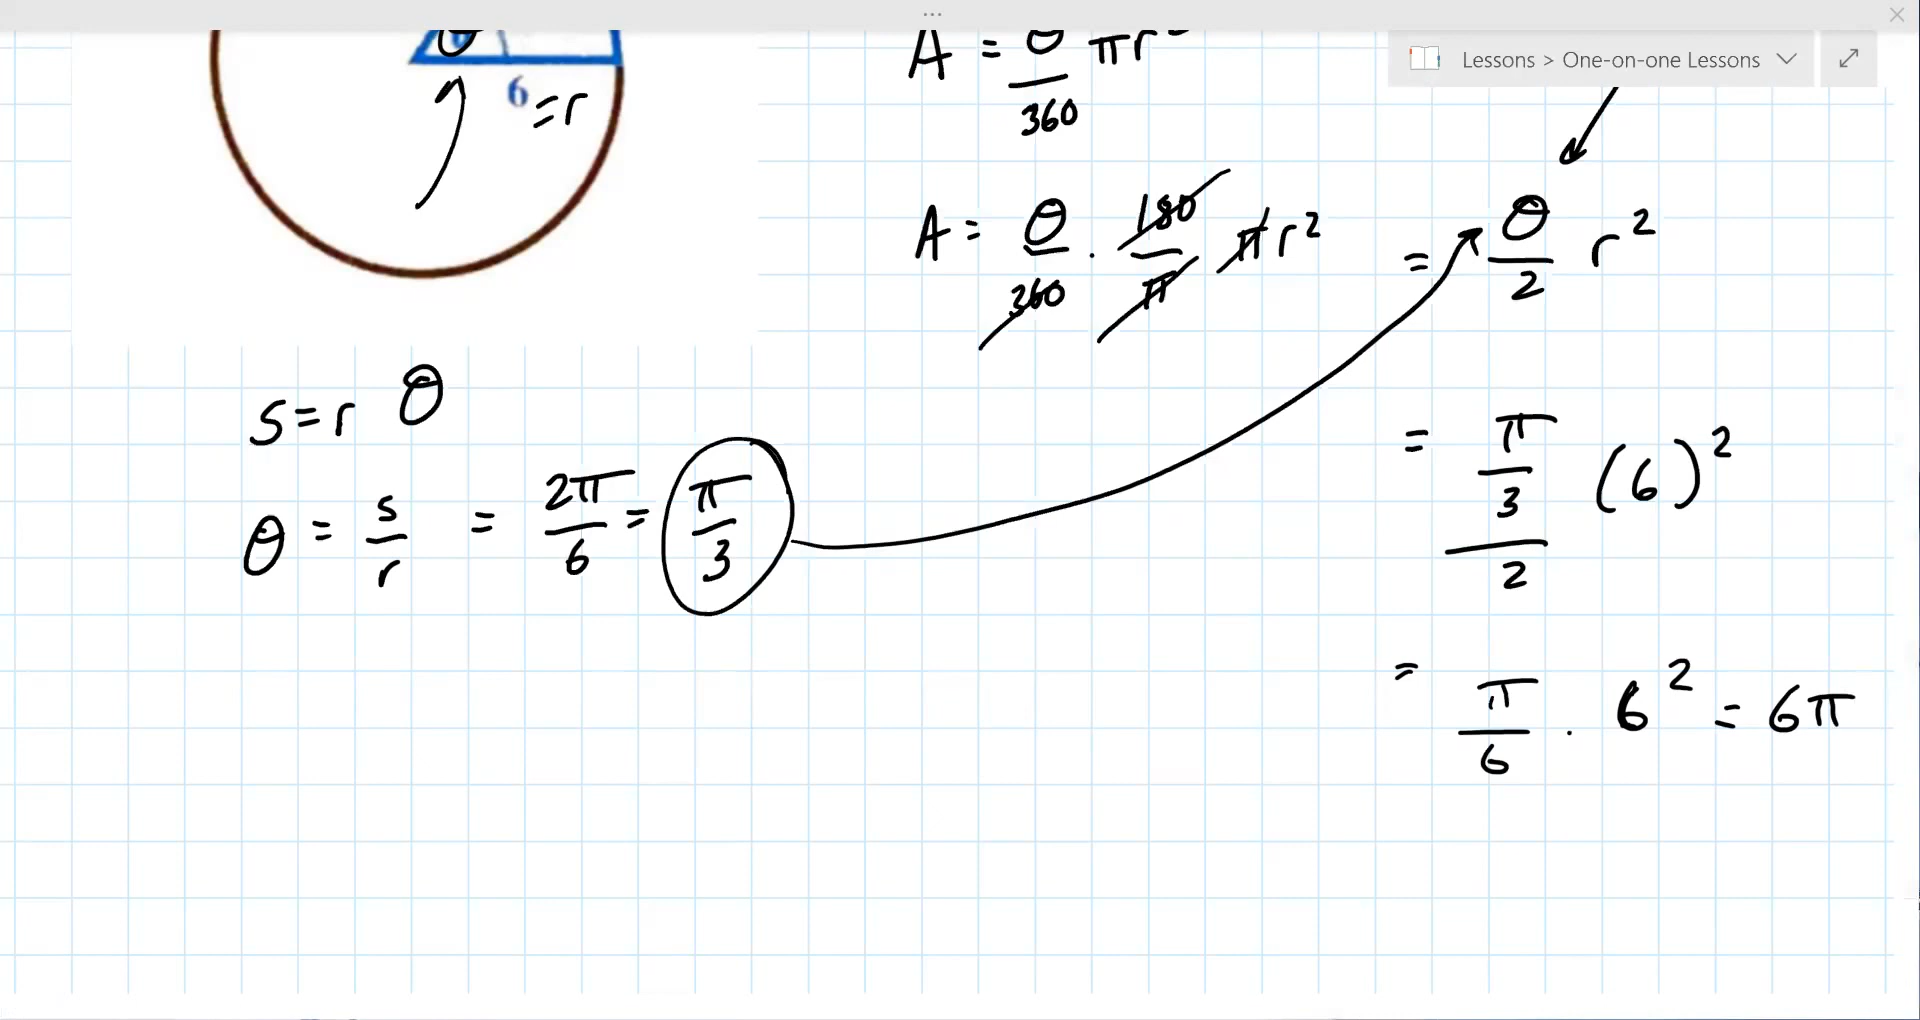 Lessons > One-on-one Lessons
θ
6 = r
A = θ/360 πr²
A = θ/360 · 180/π πr² = θ/2 r²
s = r θ
θ = s/r = 2π/6 = π/3
= (π/3)/2 (6)²
= π/6 · 6² = 6π